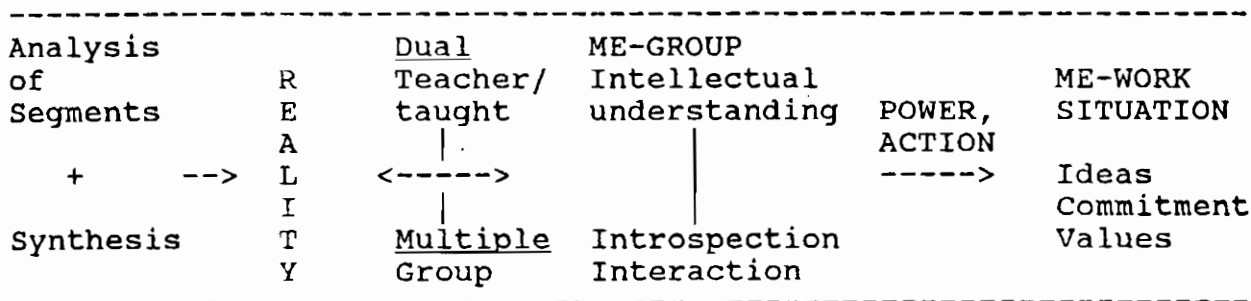 Analysis Dual ME-GROUP
of R Teacher/ Intellectual ME-WORK
Segments E taught understanding POWER, SITUATION
A | | ACTION
+ --> L <-----> | -----> Ideas
I | | Commitment
Synthesis T Multiple Introspection Values
Y Group Interaction